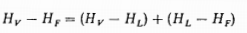 H_V − H_F = (H_V − H_L) + (H_L − H_F)